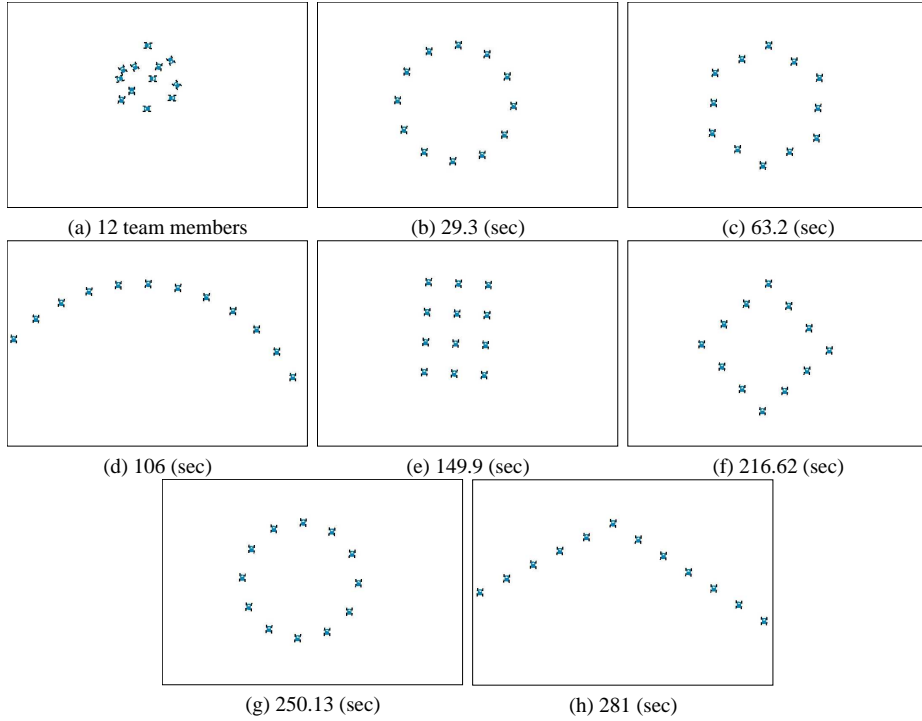 (a) 12 team members
(b) 29.3 (sec)
(c) 63.2 (sec)
(d) 106 (sec)
(e) 149.9 (sec)
(f) 216.62 (sec)
(g) 250.13 (sec)
(h) 281 (sec)